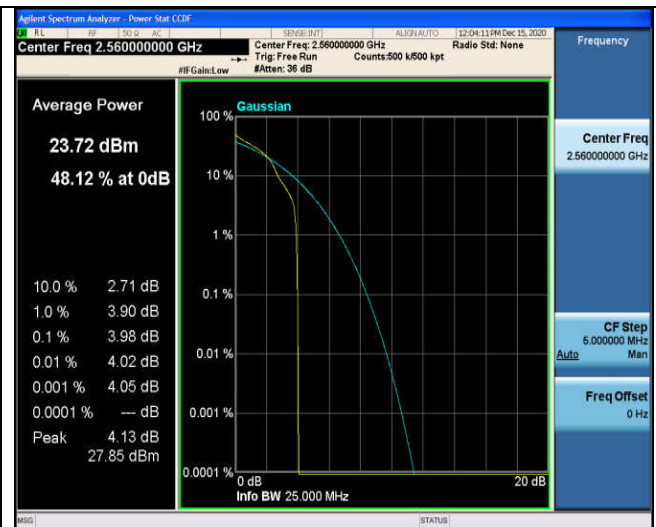 Agilent Spectrum Analyzer - Power Stat CCDF
RL RF 50 Ω AC SENSE:INT ALIGNAUTO 12:04:11 PM Dec 15, 2020
Center Freq 2.560000000 GHz
Center Freq: 2.560000000 GHz Radio Std: None
Trig: Free Run Counts:500 k/500 kpt
#IFGain:Low #Atten: 36 dB
Frequency
Average Power
23.72 dBm
48.12 % at 0dB
10.0 % 2.71 dB
1.0 % 3.90 dB
0.1 % 3.98 dB
0.01 % 4.02 dB
0.001 % 4.05 dB
0.0001 % --- dB
Peak 4.13 dB
27.85 dBm
Gaussian
100 %
10 %
1 %
0.1 %
0.01 %
0.001 %
0.0001 %
0 dB 20 dB
Info BW 25.000 MHz
Center Freq
2.560000000 GHz
CF Step
5.000000 MHz
Auto Man
Freq Offset
0 Hz
MSG STATUS